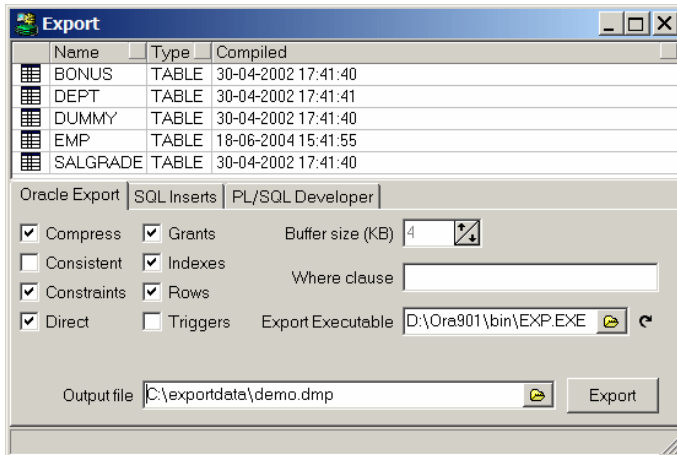 Export
Name Type Compiled
BONUS TABLE 30-04-2002 17:41:40
DEPT TABLE 30-04-2002 17:41:41
DUMMY TABLE 30-04-2002 17:41:40
EMP TABLE 18-06-2004 15:41:55
SALGRADE TABLE 30-04-2002 17:41:40
Oracle Export SQL Inserts PL/SQL Developer
Compress Grants Buffer size (KB) 4
Consistent Indexes Where clause
Constraints Rows
Direct Triggers Export Executable D:\Ora901\bin\EXP.EXE
Output file C:\exportdata\demo.dmp Export